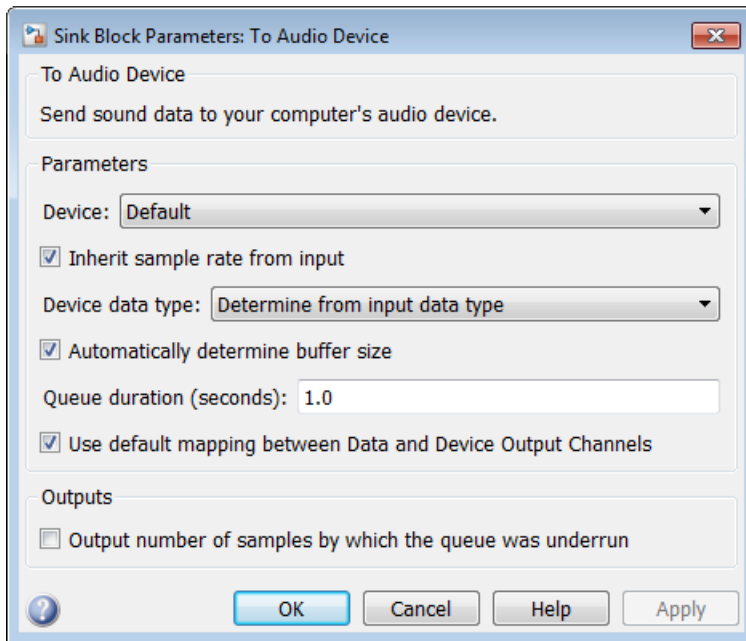 Sink Block Parameters: To Audio Device
To Audio Device
Send sound data to your computer's audio device.
Parameters
Device: Default
Inherit sample rate from input
Device data type: Determine from input data type
Automatically determine buffer size
Queue duration (seconds): 1.0
Use default mapping between Data and Device Output Channels
Outputs
Output number of samples by which the queue was underrun
? OK Cancel Help Apply